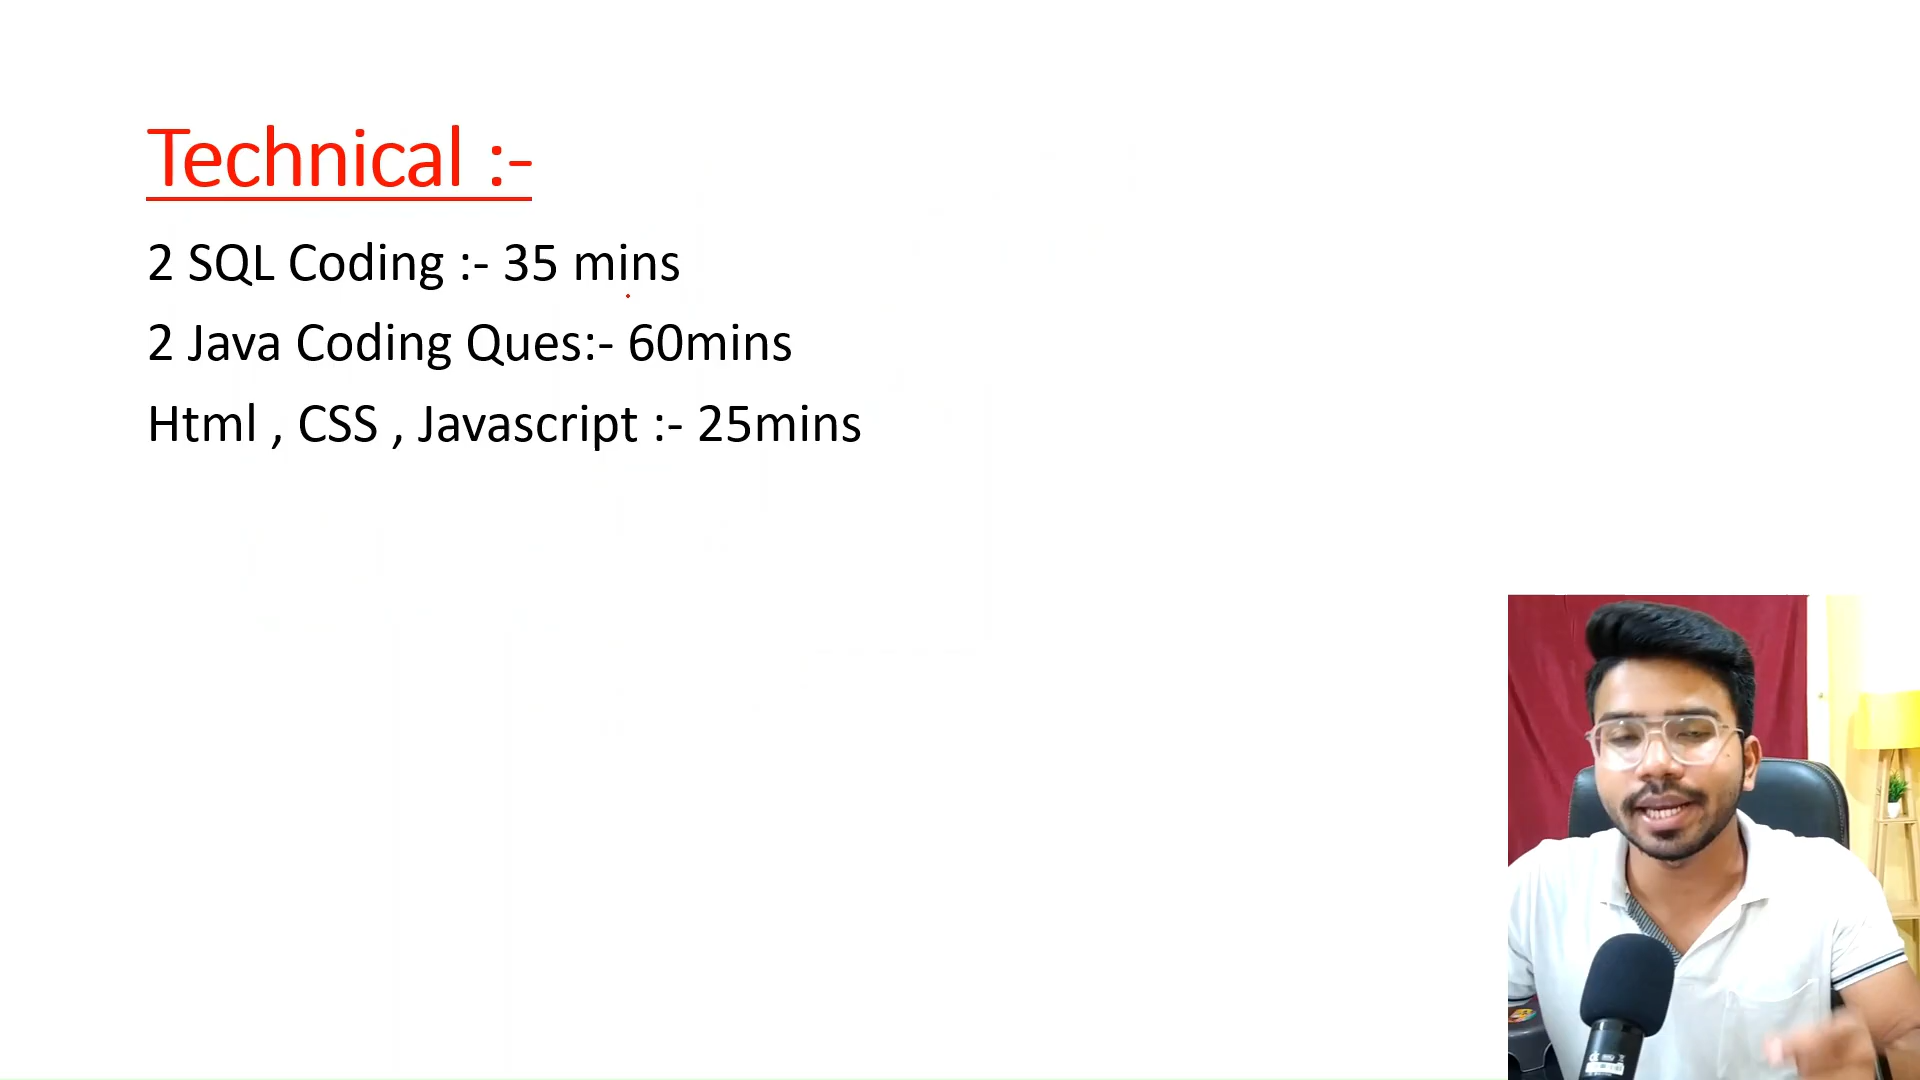 Technical :-
2 SQL Coding :- 35 mins
2 Java Coding Ques:- 60mins
Html , CSS , Javascript :- 25mins